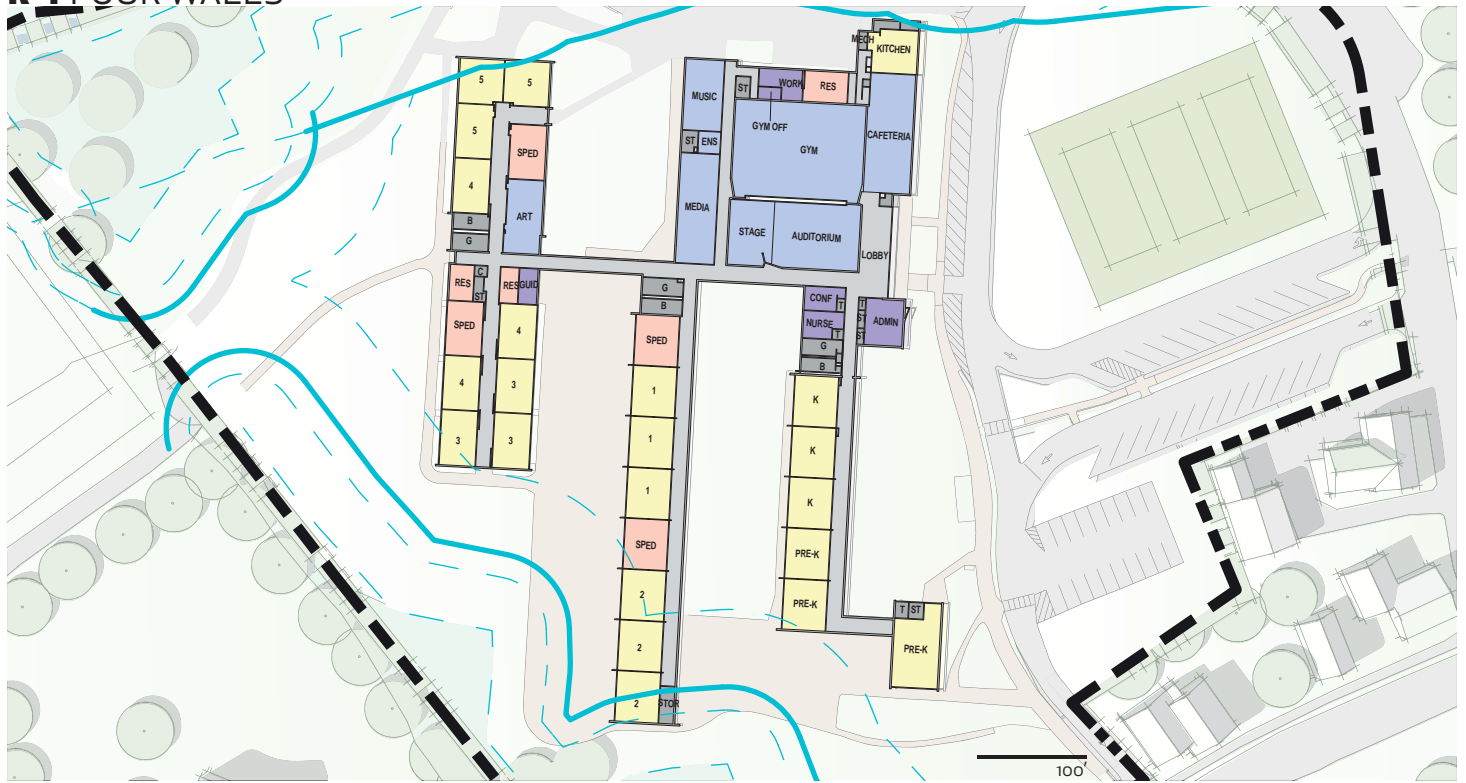 FOUR WALLS
5
5
5
4
B
G
SPED
ART
RES
C
ST
RES
GUID
SPED
4
4
3
3
3
MUSIC
ST
ENS
MEDIA
ST
WORK
RES
GYM OFF
GYM
MECH
KITCHEN
CAFETERIA
STAGE
AUDITORIUM
LOBBY
G
B
SPED
1
1
1
SPED
2
2
2
STOR
CONF
T
NURSE
T
G
B
T
ST
ST
ADMIN
K
K
K
PRE-K
PRE-K
T
ST
PRE-K
100'